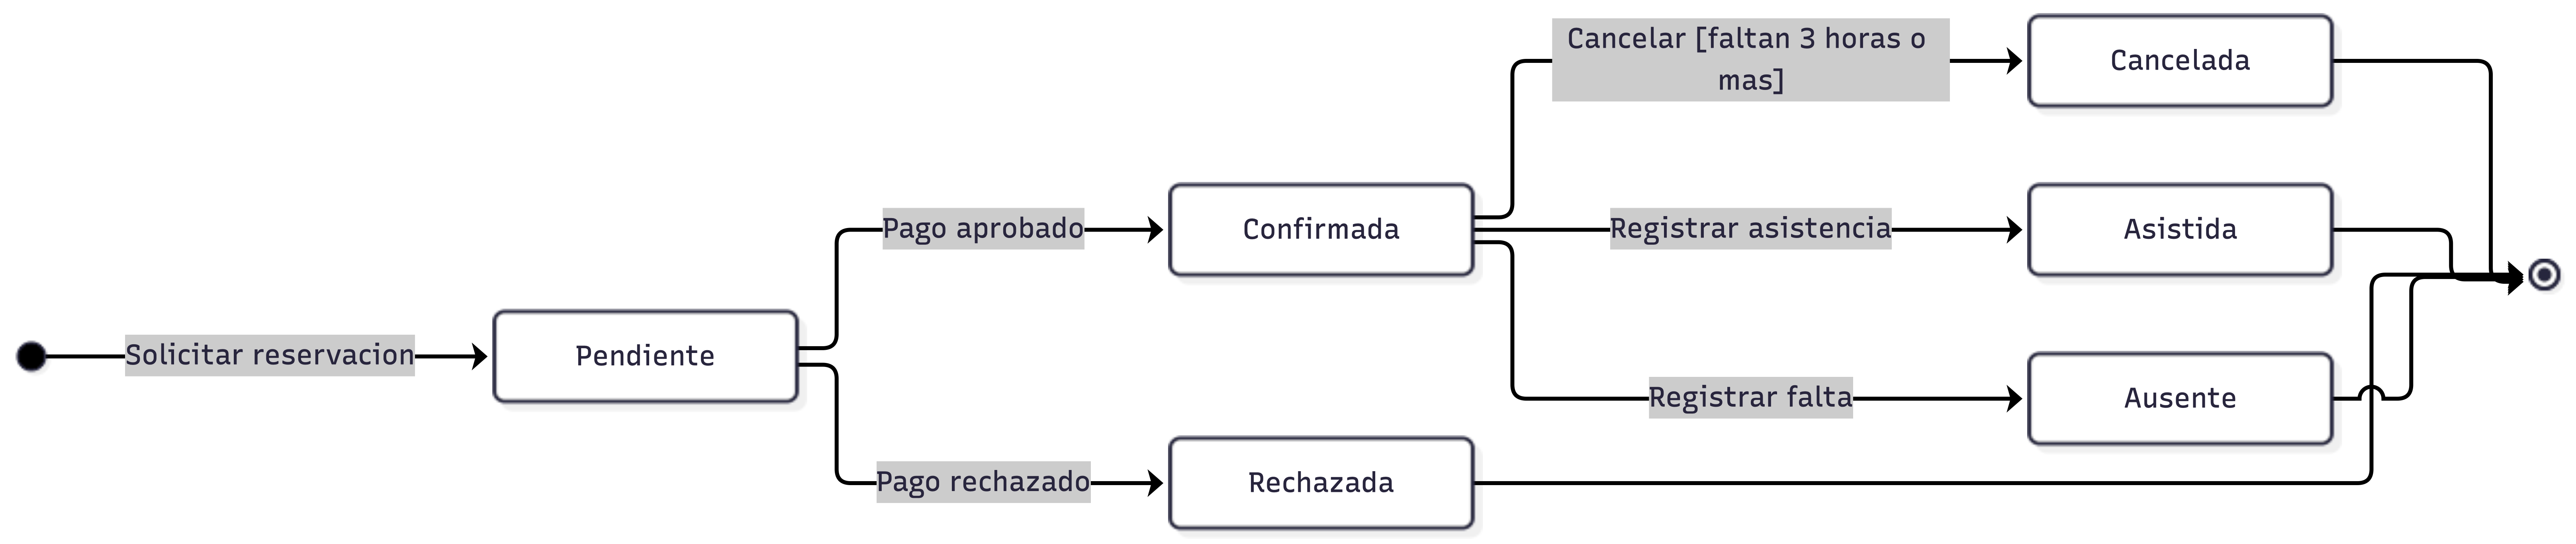 Solicitar reservacion
Pendiente
Pago aprobado
Pago rechazado
Confirmada
Rechazada
Cancelar [faltan 3 horas o
mas]
Registrar asistencia
Registrar falta
Cancelada
Asistida
Ausente